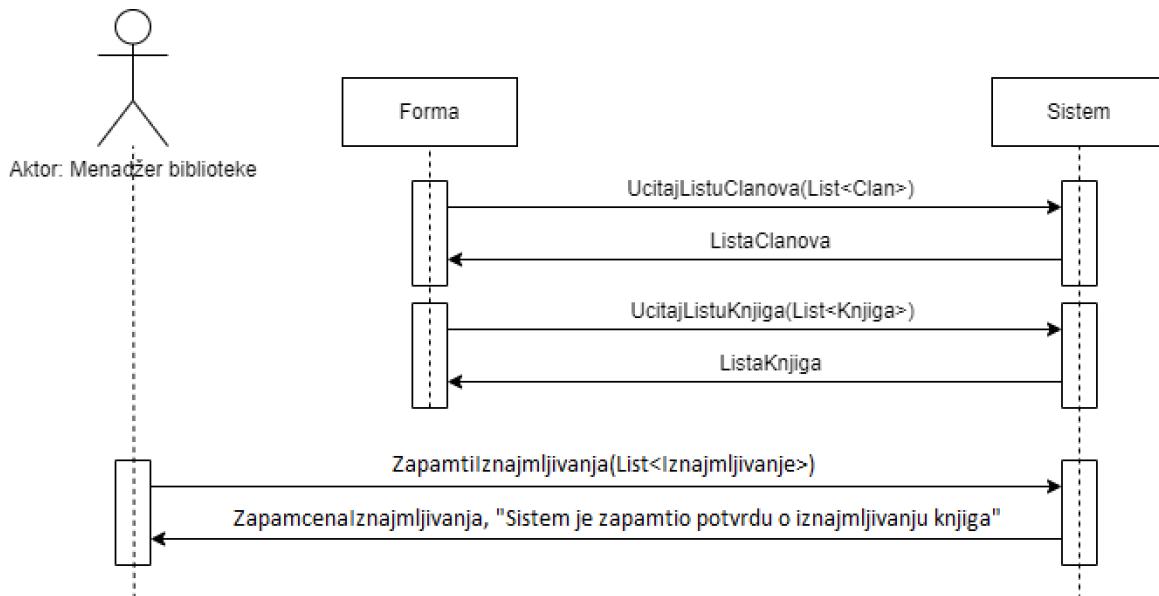 Forma
Sistem
Aktor: Menadžer biblioteke
UcitajListuClanova(List<Clan>)
ListaClanova
UcitajListuKnjiga(List<Knjiga>)
ListaKnjiga
ZapamtiIznajmljivanja(List<Iznajmljivanje>)
ZapamcenaIznajmljivanja, "Sistem je zapamtio potvrdu o iznajmljivanju knjiga"